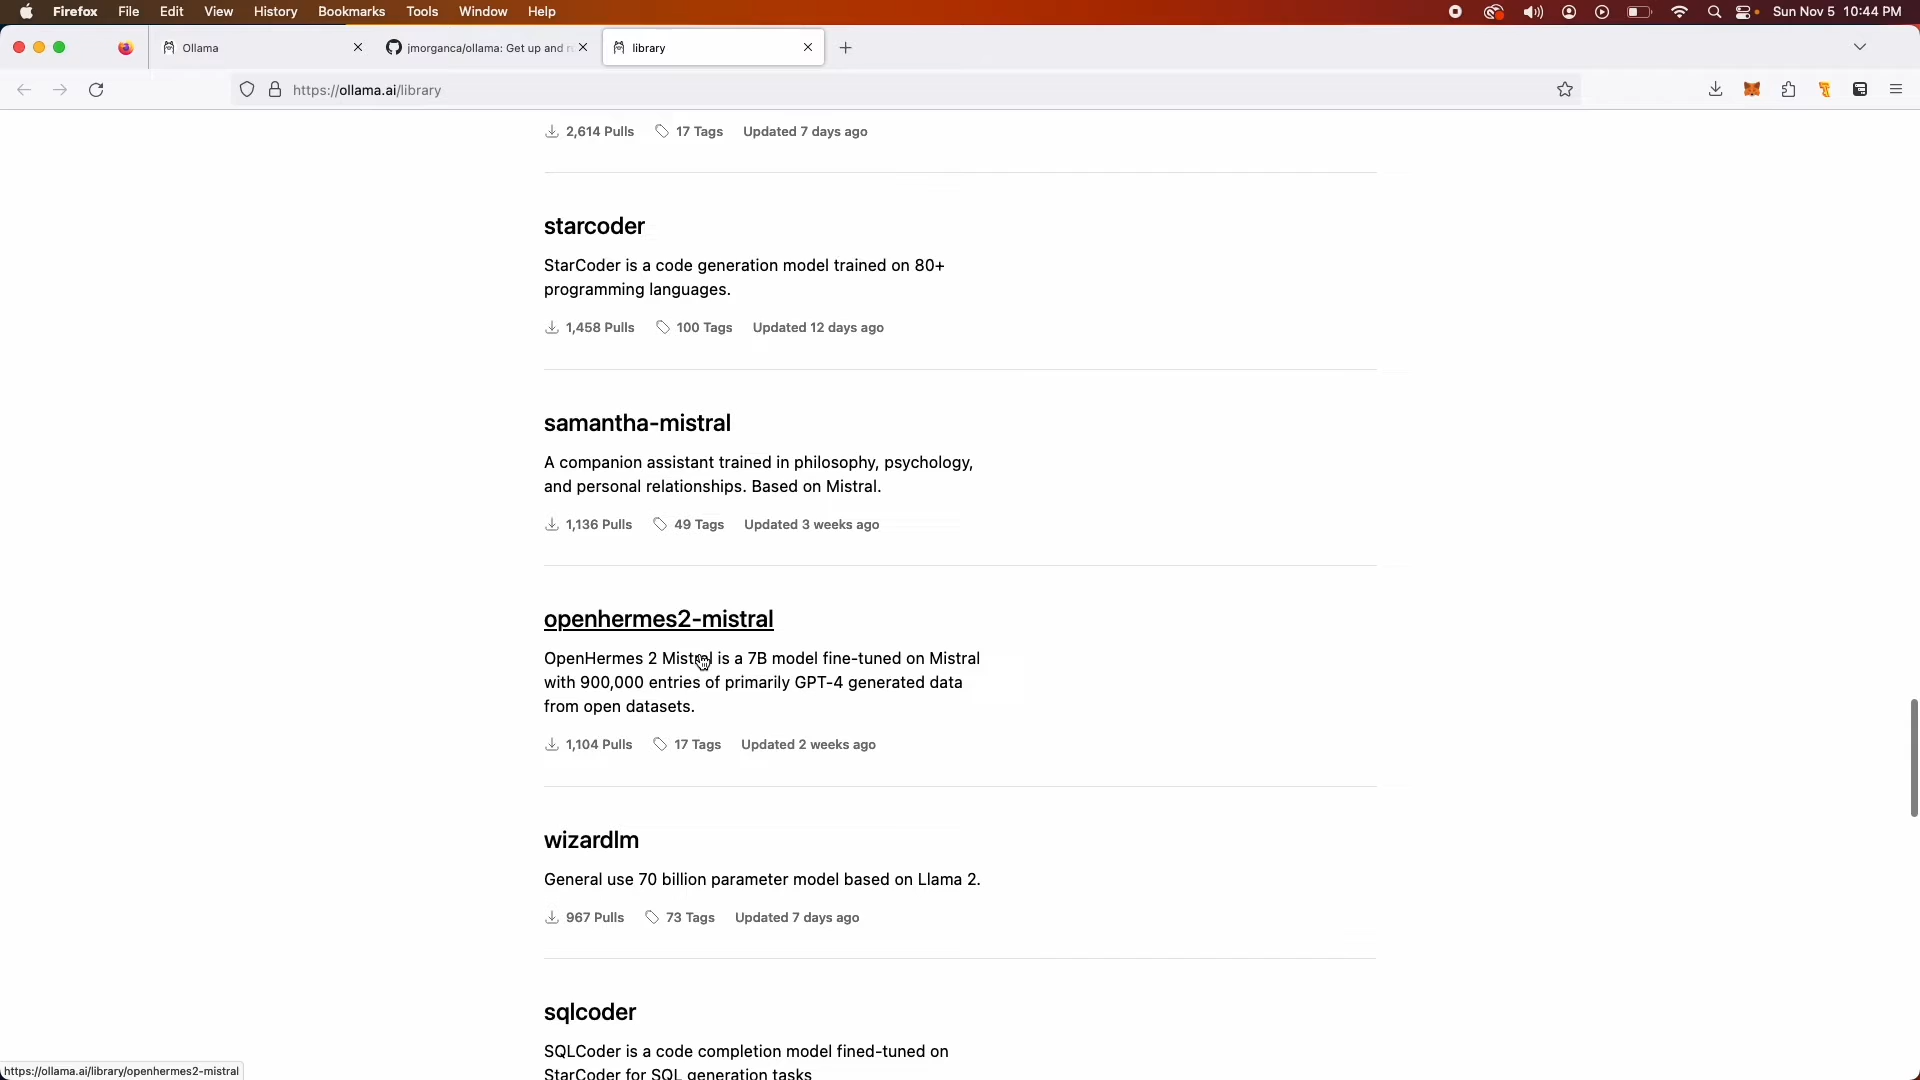 Firefox File Edit View History Bookmarks Tools Window Help Sun Nov 5 10:44 PM
Ollama jmorganca/ollama: Get up and library
https://ollama.ai/library
2,614 Pulls 17 Tags Updated 7 days ago
starcoder
StarCoder is a code generation model trained on 80+
programming languages.
1,458 Pulls 100 Tags Updated 12 days ago
samantha-mistral
A companion assistant trained in philosophy, psychology,
and personal relationships. Based on Mistral.
1,136 Pulls 49 Tags Updated 3 weeks ago
openhermes2-mistral
OpenHermes 2 Mistral is a 7B model fine-tuned on Mistral
with 900,000 entries of primarily GPT-4 generated data
from open datasets.
1,104 Pulls 17 Tags Updated 2 weeks ago
wizardlm
General use 70 billion parameter model based on Llama 2.
967 Pulls 73 Tags Updated 7 days ago
sqlcoder
SQLCoder is a code completion model fined-tuned on
StarCoder for SQL generation tasks
https://ollama.ai/library/openhermes2-mistral